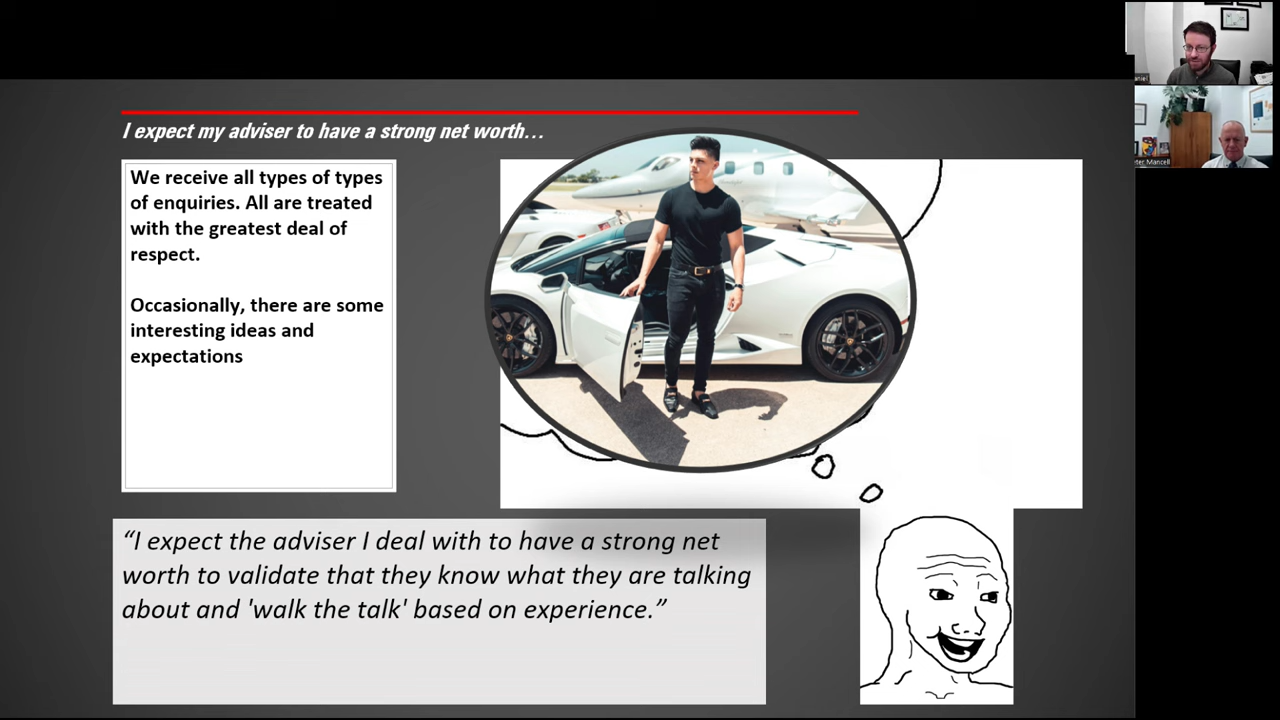 I expect my adviser to have a strong net worth…
We receive all types of types
of enquiries. All are treated
with the greatest deal of
respect.
Occasionally, there are some
interesting ideas and
expectations
“I expect the adviser I deal with to have a strong net
worth to validate that they know what they are talking
about and 'walk the talk' based on experience.”
Mancell